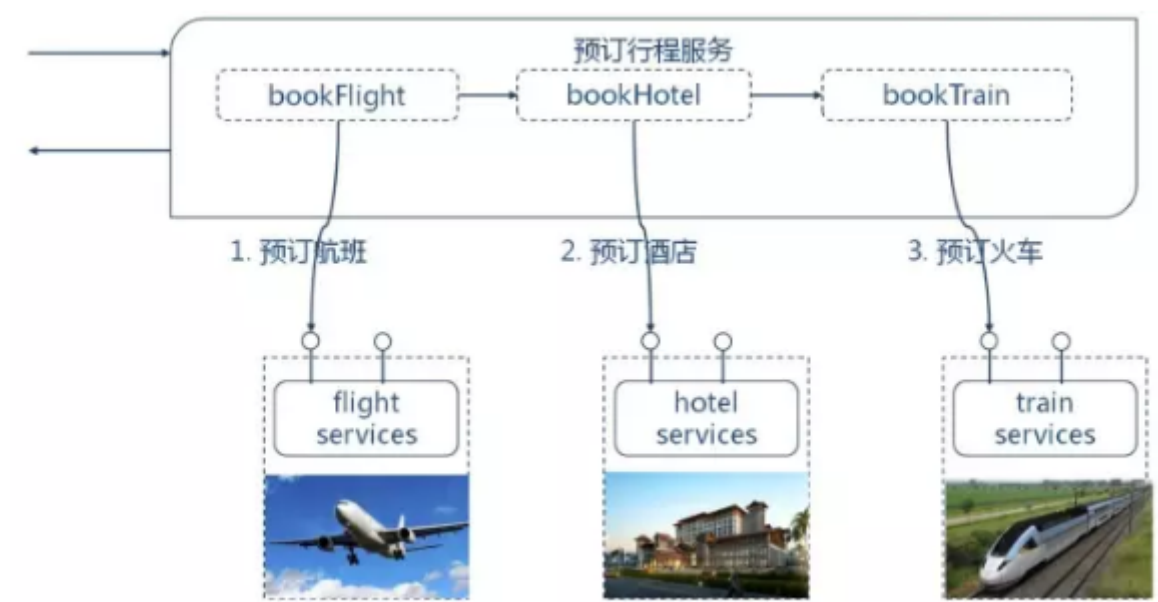 预订行程服务
bookFlight
bookHotel
bookTrain
1. 预订航班
2. 预订酒店
3. 预订火车
flight
services
hotel
services
train
services